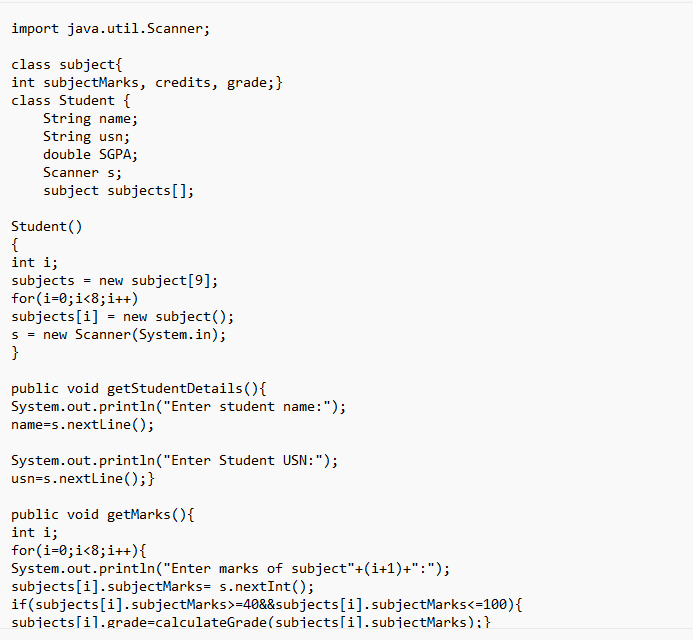 import java.util.Scanner;
class subject{
int subjectMarks, credits, grade;}
class Student {
    String name;
    String usn;
    double SGPA;
    Scanner s;
    subject subjects[];
Student()
{
int i;
subjects = new subject[9];
for(i=0;i<8;i++)
subjects[i] = new subject();
s = new Scanner(System.in);
}
public void getStudentDetails(){
System.out.println("Enter student name:");
name=s.nextLine();
System.out.println("Enter Student USN:");
usn=s.nextLine();}
public void getMarks(){
int i;
for(i=0;i<8;i++){
System.out.println("Enter marks of subject"+(i+1)+":");
subjects[i].subjectMarks= s.nextInt();
if(subjects[i].subjectMarks>=40&&subjects[i].subjectMarks<=100){
subjects[i].grade=calculateGrade(subjects[i].subjectMarks);}